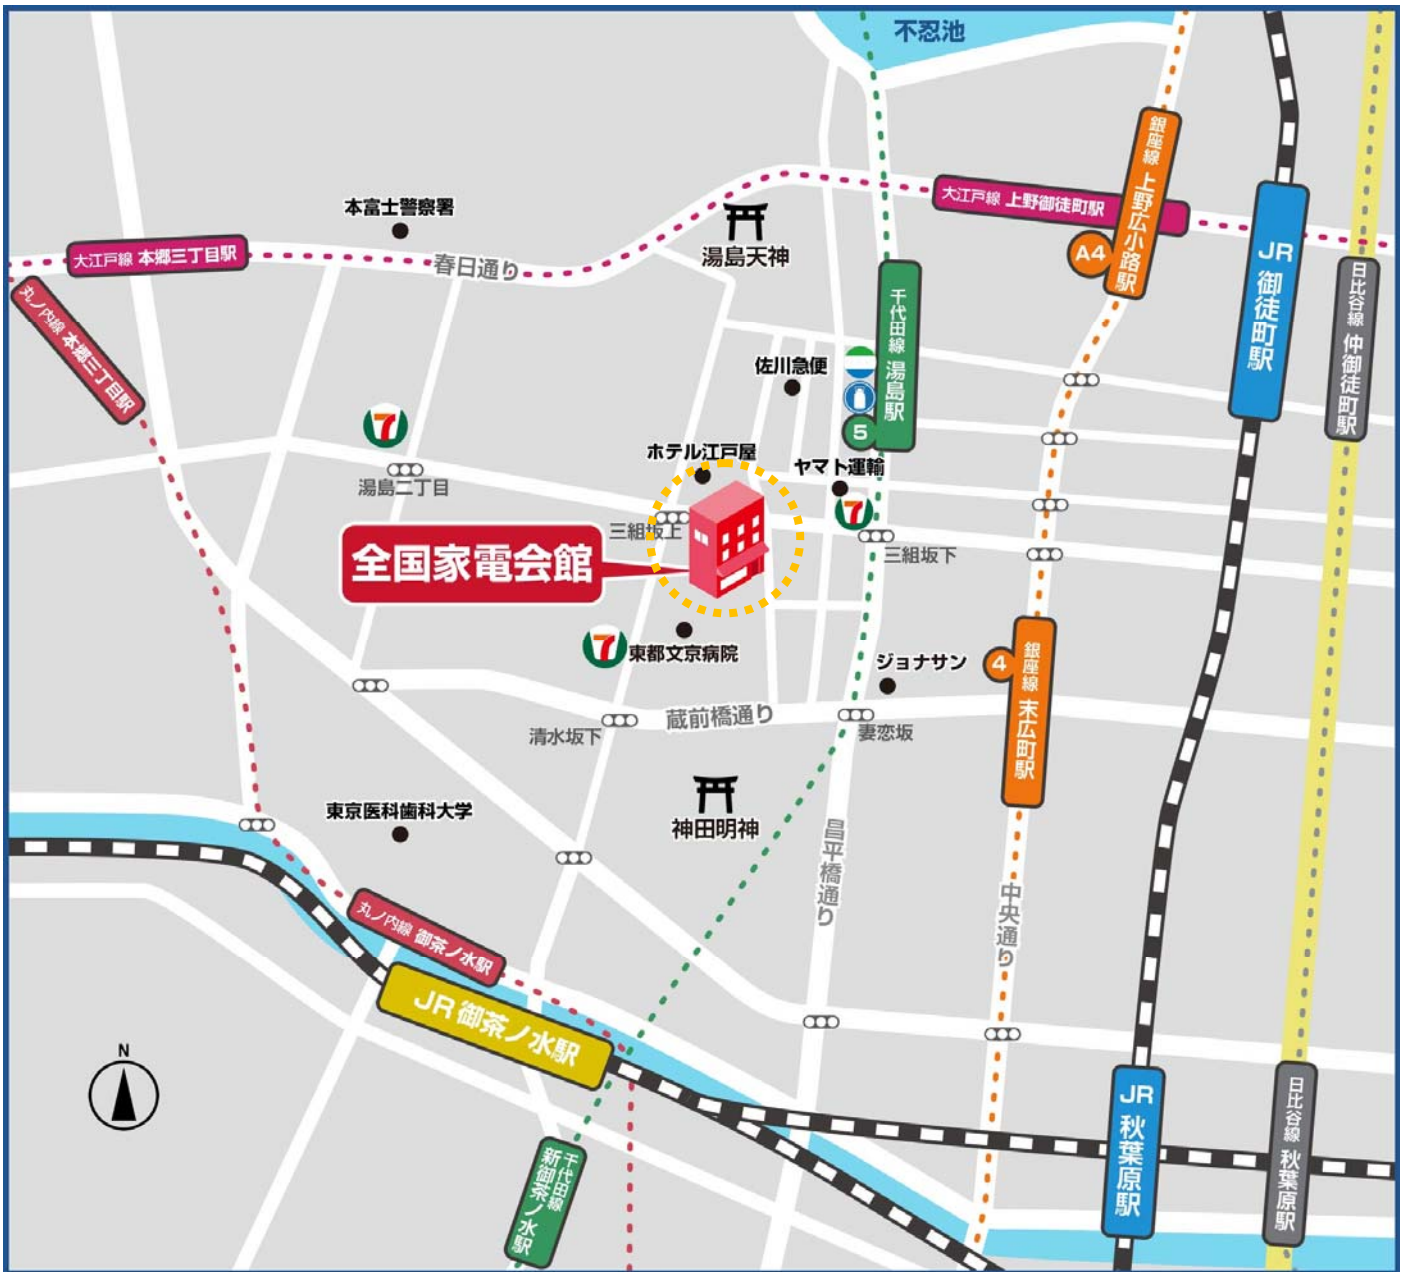 不忍池
銀座線 上野広小路駅
本富士警察署
大江戸線 上野御徒町駅
湯島天神
A4
JR 御徒町駅
大江戸線 本郷三丁目駅
春日通り
丸ノ内線 本郷三丁目駅
千代田線 湯島駅
日比谷線 仲御徒町駅
佐川急便
7
5
ホテル江戸屋
ヤマト運輸
湯島二丁目
7
三組坂上
三組坂下
全国家電会館
7
東都文京病院
ジョナサン
4
銀座線 末広町駅
蔵前橋通り
清水坂下
妻恋坂
東京医科歯科大学
神田明神
昌平橋通り
中央通り
丸ノ内線 御茶ノ水駅
JR 御茶ノ水駅
N
JR 秋葉原駅
日比谷線 秋葉原駅
千代田線
新御茶ノ水駅